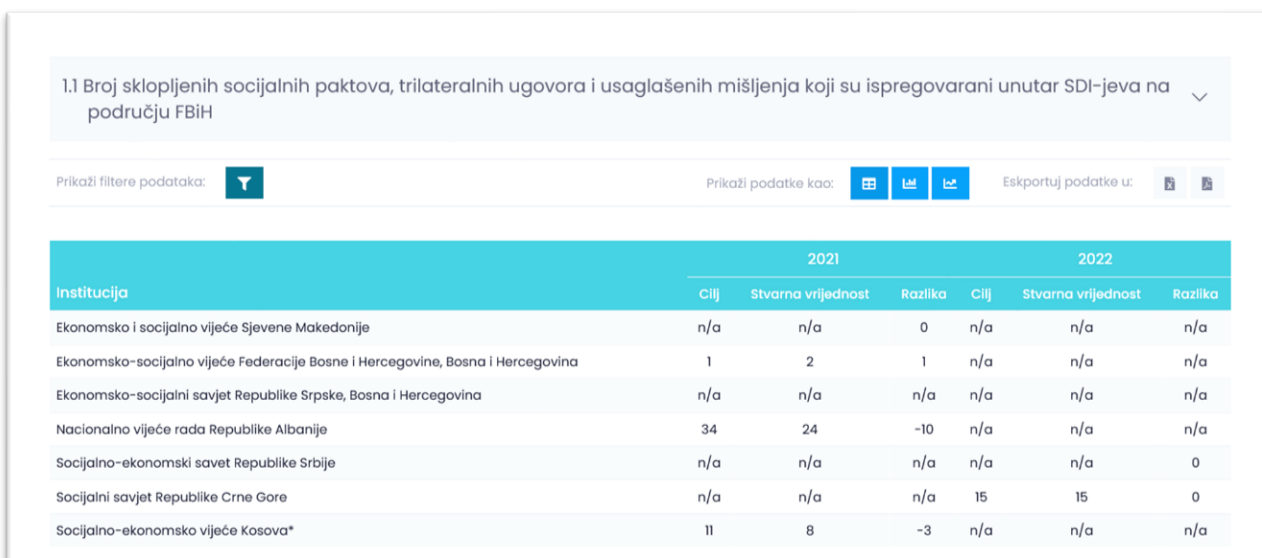 1.1 Broj sklopljenih socijalnih paktova, trilateralnih ugovora i usaglašenih mišljenja koji su ispregovarani unutar SDI-jeva na
području FBiH
Prikaži filtere podataka: Prikaži podatke kao: Eskportuj podatke u:
2021 2022
Institucija Cilj Stvarna vrijednost Razlika Cilj Stvarna vrijednost Razlika
Ekonomsko i socijalno vijeće Sjevene Makedonije n/a n/a 0 n/a n/a n/a
Ekonomsko-socijalno vijeće Federacije Bosne i Hercegovine, Bosna i Hercegovina 1 2 1 n/a n/a n/a
Ekonomsko-socijalni savjet Republike Srpske, Bosna i Hercegovina n/a n/a n/a n/a n/a n/a
Nacionalno vijeće rada Republike Albanije 34 24 -10 n/a n/a n/a
Socijalno-ekonomski savet Republike Srbije n/a n/a n/a n/a n/a 0
Socijalni savjet Republike Crne Gore n/a n/a n/a 15 15 0
Socijalno-ekonomsko vijeće Kosova* 11 8 -3 n/a n/a n/a